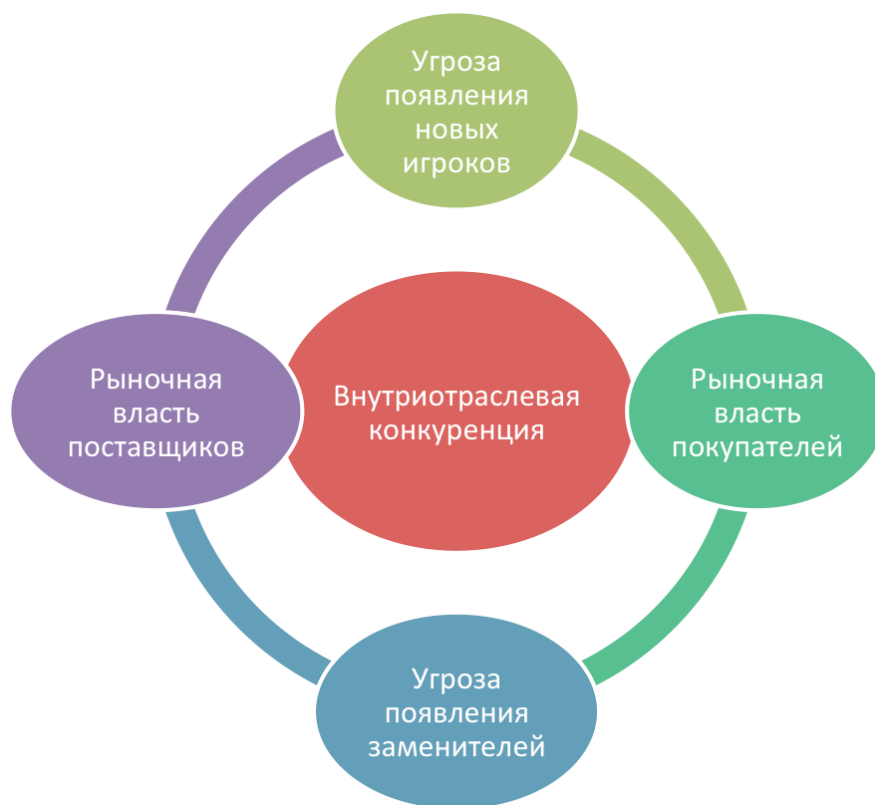 Угроза
появления
новых
игроков
Рыночная
власть
поставщиков
Внутриотраслевая
конкуренция
Рыночная
власть
покупателей
Угроза
появления
заменителей